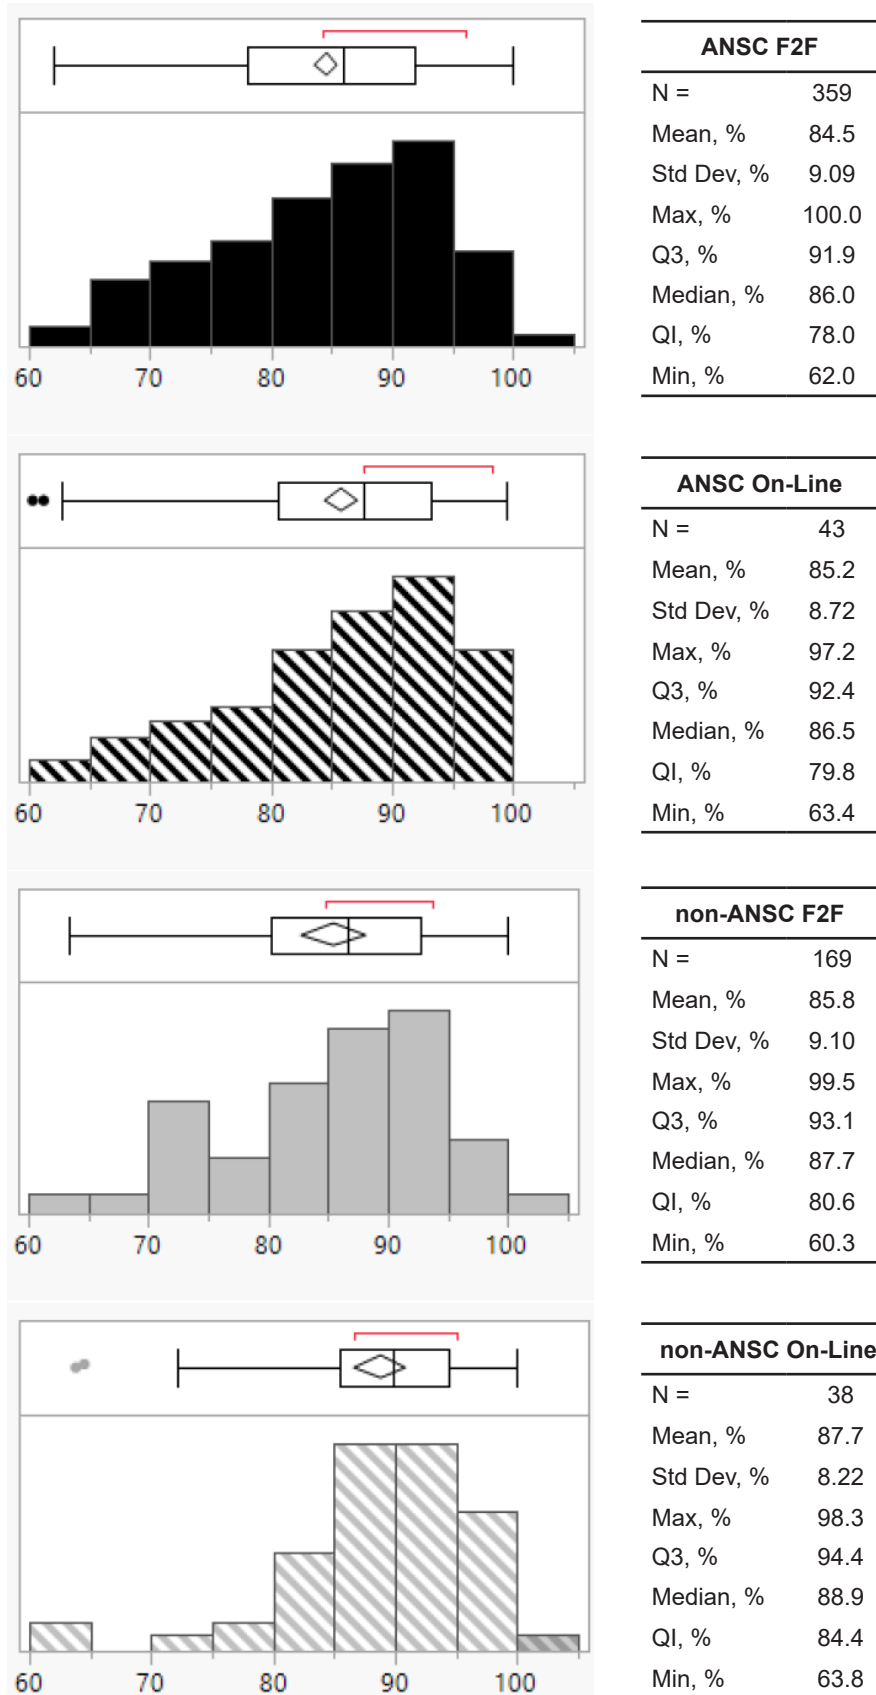 ANSC F2F
N = 359
Mean, % 84.5
Std Dev, % 9.09
Max, % 100.0
Q3, % 91.9
Median, % 86.0
QI, % 78.0
Min, % 62.0
60 70 80 90 100
ANSC On-Line
N = 43
Mean, % 85.2
Std Dev, % 8.72
Max, % 97.2
Q3, % 92.4
Median, % 86.5
QI, % 79.8
Min, % 63.4
60 70 80 90 100
non-ANSC F2F
N = 169
Mean, % 85.8
Std Dev, % 9.10
Max, % 99.5
Q3, % 93.1
Median, % 87.7
QI, % 80.6
Min, % 60.3
60 70 80 90 100
non-ANSC On-Line
N = 38
Mean, % 87.7
Std Dev, % 8.22
Max, % 98.3
Q3, % 94.4
Median, % 88.9
QI, % 84.4
Min, % 63.8
60 70 80 90 100